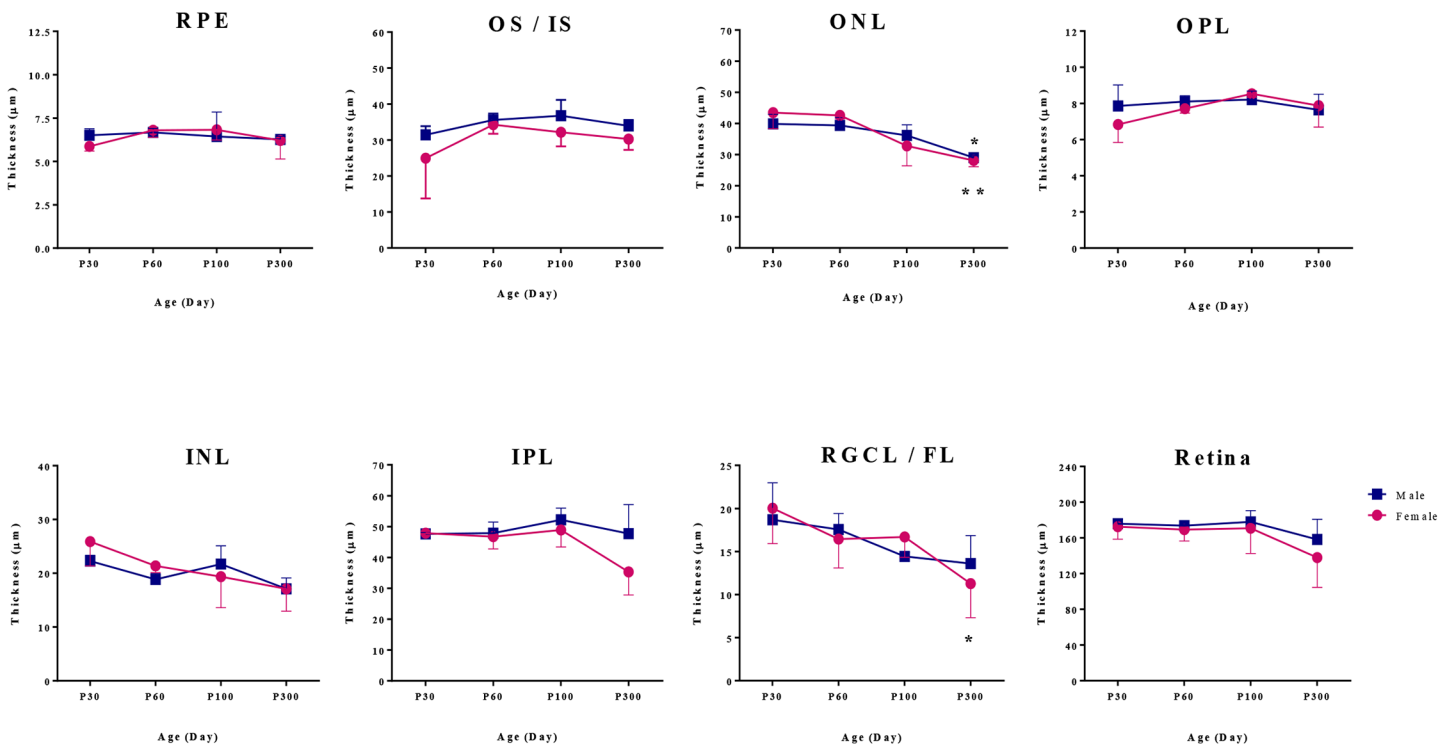 RPE
12.5
10.0
7.5
5.0
2.5
0.0
Thickness (μm)
P30 P60 P100 P300
Age (Day)
OS / IS
60
50
40
30
20
10
0
Thickness (μm)
P30 P60 P100 P300
Age (Day)
ONL
70
60
50
40
30
20
10
0
Thickness (μm)
*
* *
P30 P60 P100 P300
Age (Day)
OPL
12
10
8
6
4
2
0
Thickness (μm)
P30 P60 P100 P300
Age (Day)
INL
40
30
20
10
0
Thickness (μm)
P30 P60 P100 P300
Age (Day)
IPL
70
60
50
40
30
20
10
0
Thickness (μm)
P30 P60 P100 P300
Age (Day)
RGCL / FL
25
20
15
10
5
0
Thickness (μm)
*
P30 P60 P100 P300
Age (Day)
Retina
240
200
160
120
80
40
0
Thickness (μm)
P30 P60 P100 P300
Age (Day)
Male
Female